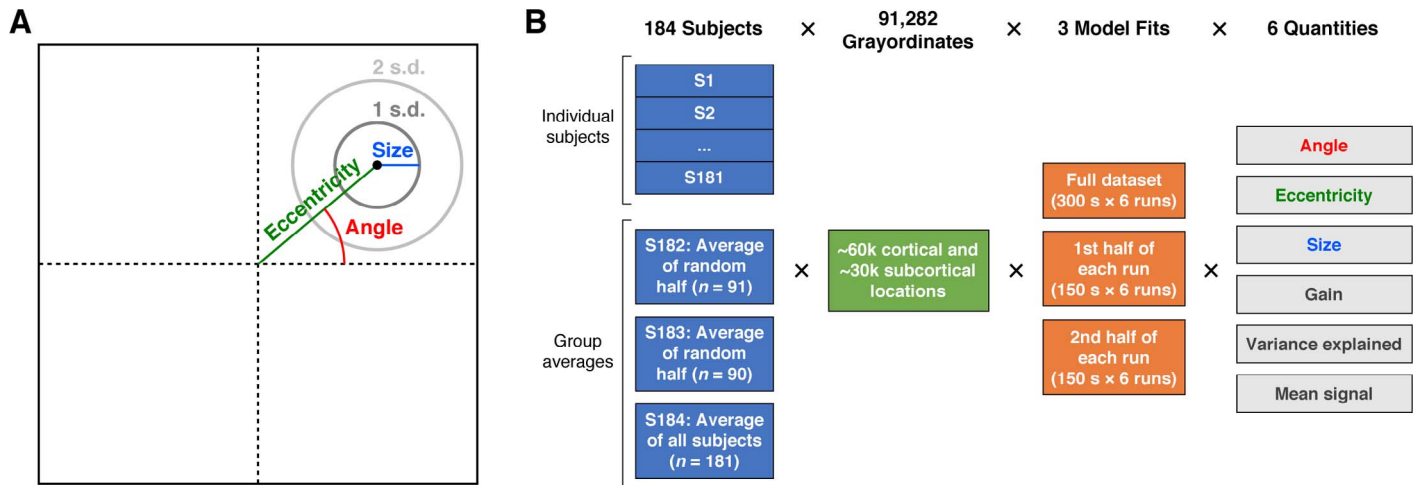 A
2 s.d.
1 s.d.
Size
Eccentricity
Angle
B
184 Subjects × 91,282 Grayordinates × 3 Model Fits × 6 Quantities
Individual
subjects
S1
S2
...
S181
Group
averages
S182: Average
of random
half (n = 91)
S183: Average
of random
half (n = 90)
S184: Average
of all subjects
(n = 181)
×
~60k cortical and
~30k subcortical
locations
×
Full dataset
(300 s × 6 runs)
1st half of
each run
(150 s × 6 runs)
2nd half of
each run
(150 s × 6 runs)
×
Angle
Eccentricity
Size
Gain
Variance explained
Mean signal